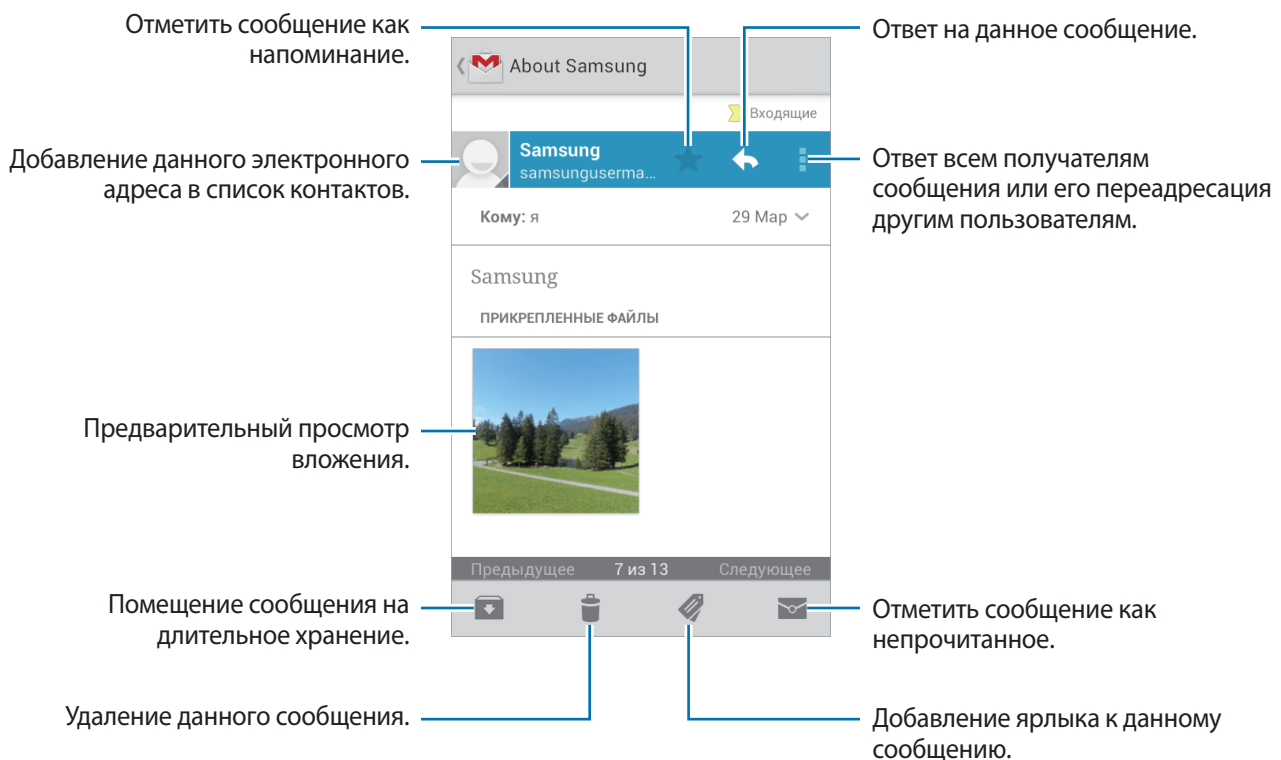 Отметить сообщение как
напоминание.
Ответ на данное сообщение.
About Samsung
Входящие
Добавление данного электронного
адреса в список контактов.
Samsung
samsunguserma...
Ответ всем получателям
сообщения или его переадресация
другим пользователям.
Кому: я
29 Мар
Samsung
ПРИКРЕПЛЕННЫЕ ФАЙЛЫ
Предварительный просмотр
вложения.
Предыдущее 7 из 13 Следующее
Помещение сообщения на
длительное хранение.
Отметить сообщение как
непрочитанное.
Удаление данного сообщения.
Добавление ярлыка к данному
сообщению.